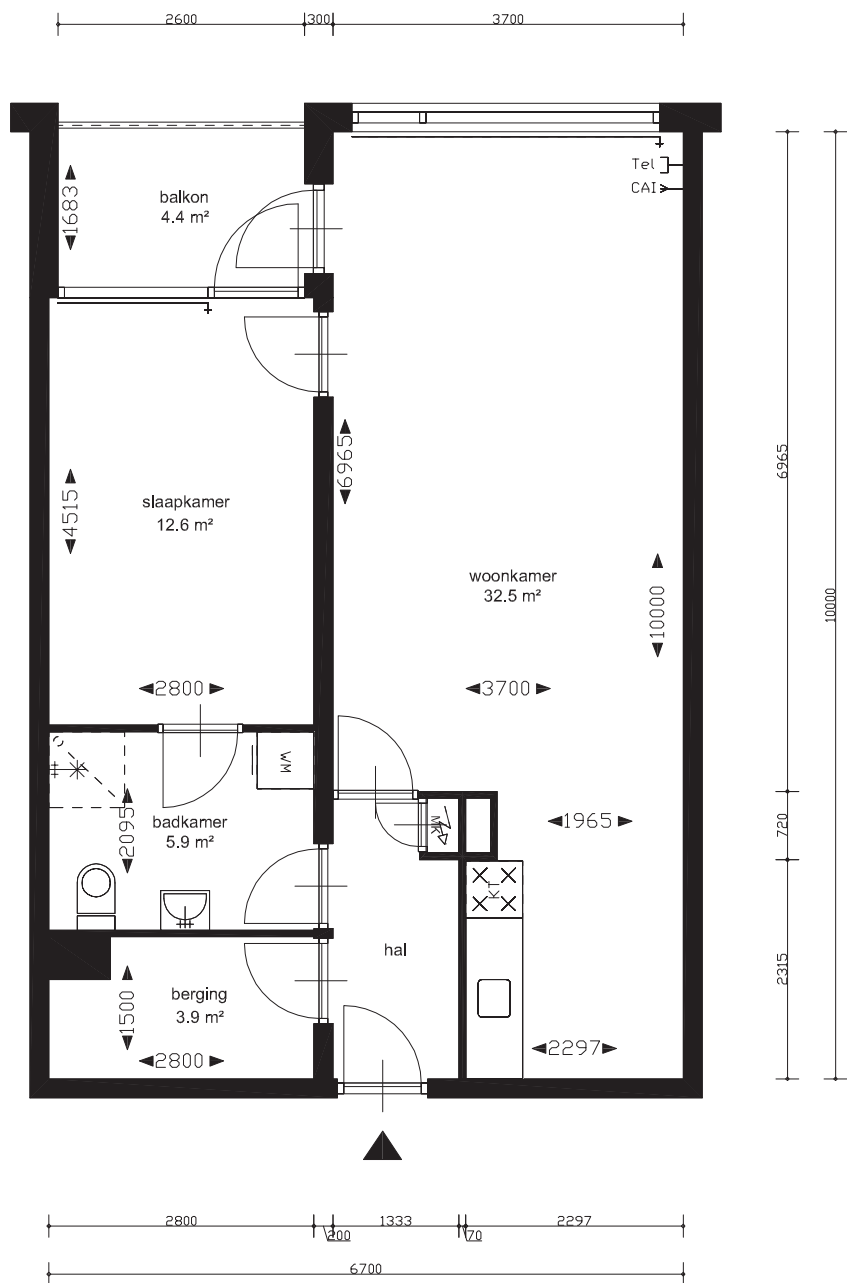 2600 300 3700
Tel
CAI
balkon
4.4 m²
1683
6965
6965
slaapkamer
12.6 m²
4515
woonkamer
32.5 m²
10000
10000
2800
3700
WM
badkamer
5.9 m²
2095
MK
1965
720
KT
hal
2315
berging
3.9 m²
1500
2800
2297
2800 200 1333 70 2297
6700